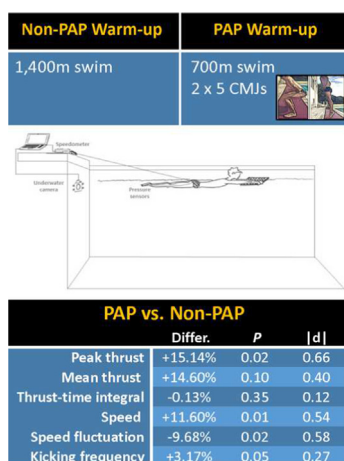 Non-PAP Warm-up
PAP Warm-up
1,400m swim
700m swim
2 x 5 CMJs
Speedometer
Underwater
camera
Pressure
sensors
PAP vs. Non-PAP
Differ. P |d|
Peak thrust +15.14% 0.02 0.66
Mean thrust +14.60% 0.10 0.40
Thrust-time integral -0.13% 0.35 0.12
Speed +11.60% 0.01 0.54
Speed fluctuation -9.68% 0.02 0.58
Kicking frequency +3.17% 0.05 0.27